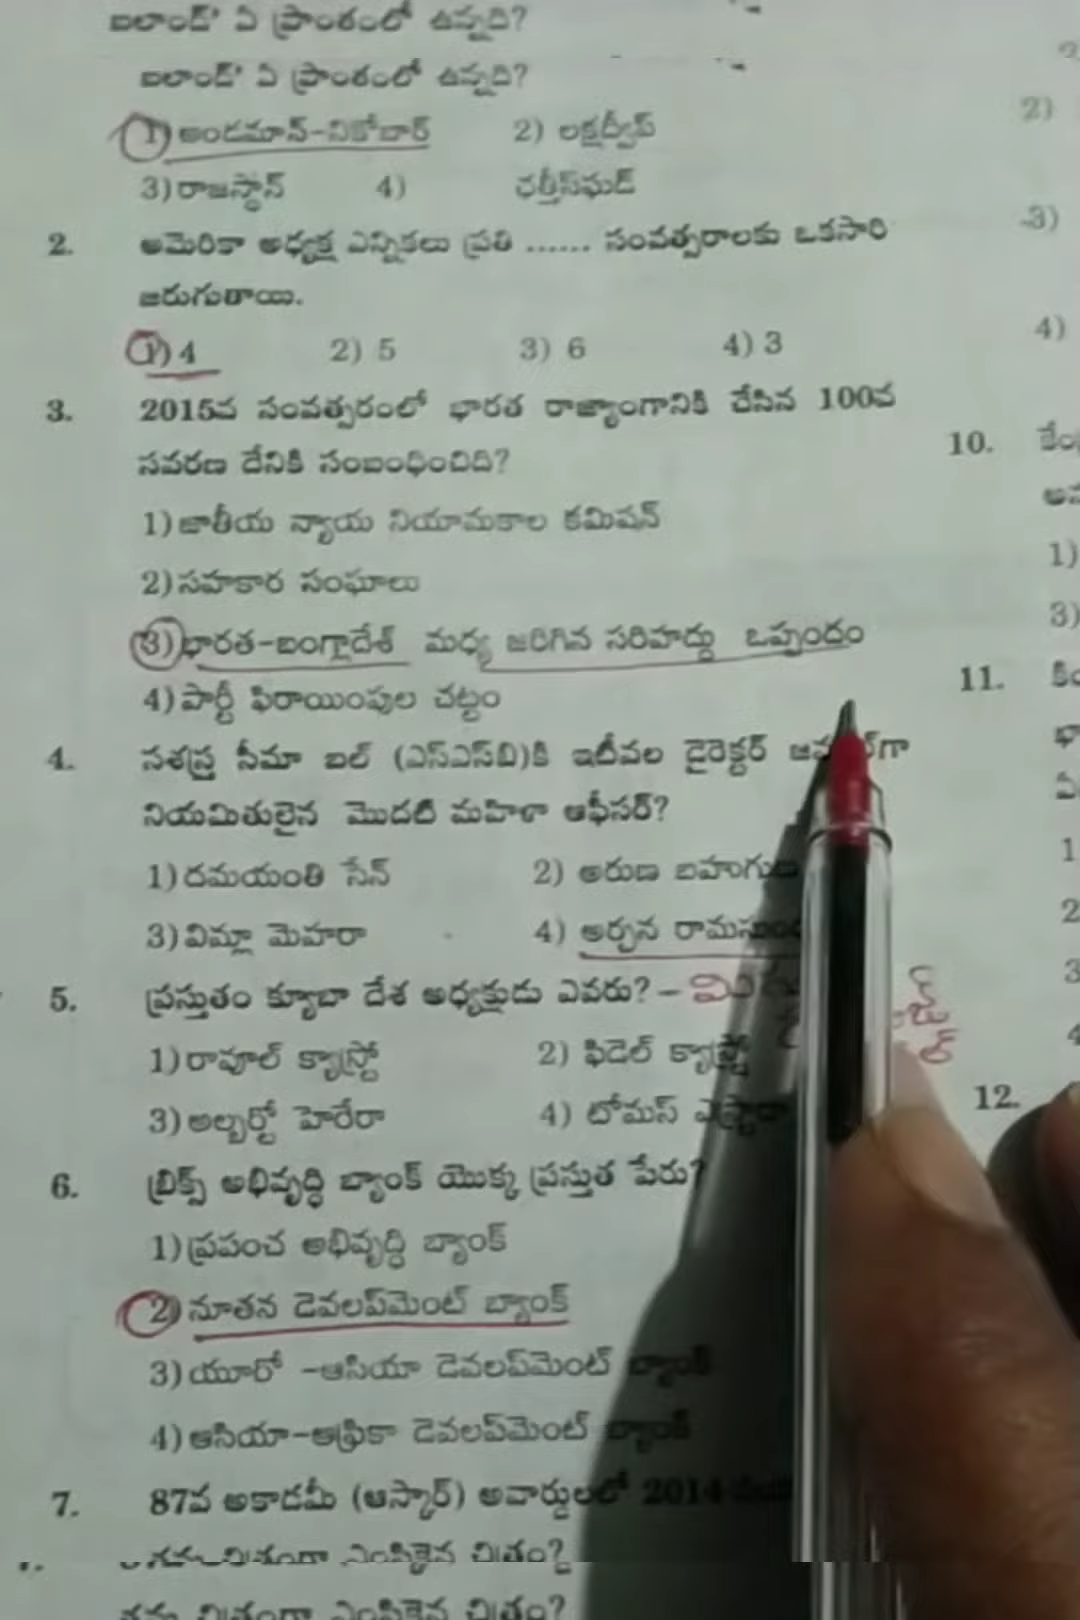 ఐలాండ్' ఏ ప్రాంతంలో ఉన్నది?
ఐలాండ్' ఏ ప్రాంతంలో ఉన్నది?
1) అండమాన్-నికోబార్ 2) లక్షద్వీప్
3) రాజస్థాన్ 4) ఛత్తీస్‌ఘడ్
2. అమెరికా అధ్యక్ష ఎన్నికలు ప్రతి ...... సంవత్సరాలకు ఒకసారి
జరుగుతాయి.
1) 4 2) 5 3) 6 4) 3
3. 2015వ సంవత్సరంలో భారత రాజ్యాంగానికి చేసిన 100వ
సవరణ దేనికి సంబంధించిది?
1) జాతీయ న్యాయ నియామకాల కమిషన్
2) సహకార సంఘాలు
3) భారత-బంగ్లాదేశ్ మధ్య జరిగిన సరిహద్దు ఒప్పందం
4) పార్టీ ఫిరాయింపుల చట్టం
4. సశస్త్ర సీమా బల్ (ఎస్ఎస్‌బి)కి ఇటీవల డైరెక్టర్
నియమితులైన మొదటి మహిళా ఆఫీసర్?
1) దమయంతి సేన్ 2) అరుణ
3) విమ్లా మెహరా 4) అర్చన
5. ప్రస్తుతం క్యూబా దేశ అధ్యక్షుడు ఎవరు? –
1) రావూల్ క్యాస్ట్రో 2) ఫిడెల్ క్యాస్ట్రో
3) అల్బర్టో హెరేరా 4) టోమస్
6. బ్రిక్స్ అభివృద్ధి బ్యాంక్ యొక్క ప్రస్తుత పేరు?
1) ప్రపంచ అభివృద్ధి బ్యాంక్
2) నూతన డెవలప్‌మెంట్ బ్యాంక్
3) యూరో -ఆసియా డెవలప్‌మెంట్ బ్యాంక్
4) ఆసియా-ఆఫ్రికా డెవలప్‌మెంట్ బ్యాంక్
7. 87వ అకాడమీ (ఆస్కార్) అవార్డులలో 2014
ఎంపికైన చిత్రం?
ఎంపికైన చిత్రం?
2)
3)
4)
10.
1)
3)
11.
12.